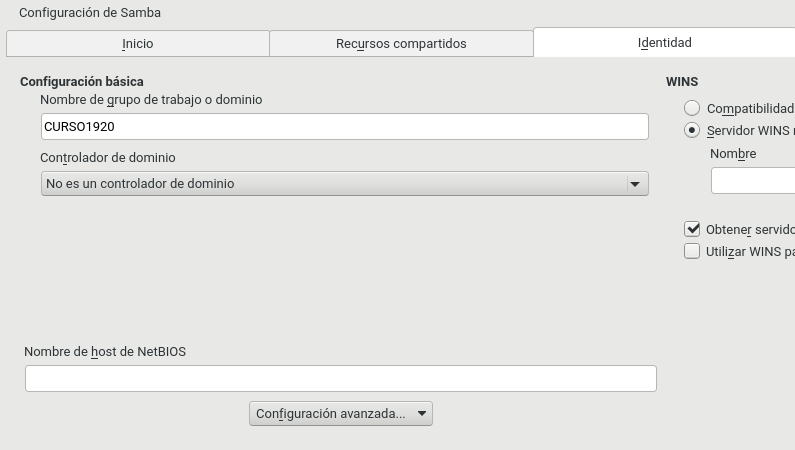 Configuración de Samba
Inicio
Recursos compartidos
Identidad
Configuración básica
Nombre de grupo de trabajo o dominio
CURSO1920
Controlador de dominio
No es un controlador de dominio
WINS
Compatibilidad
Servidor WINS
Nombre
Obtener
Utilizar WINS
Nombre de host de NetBIOS
Configuración avanzada...